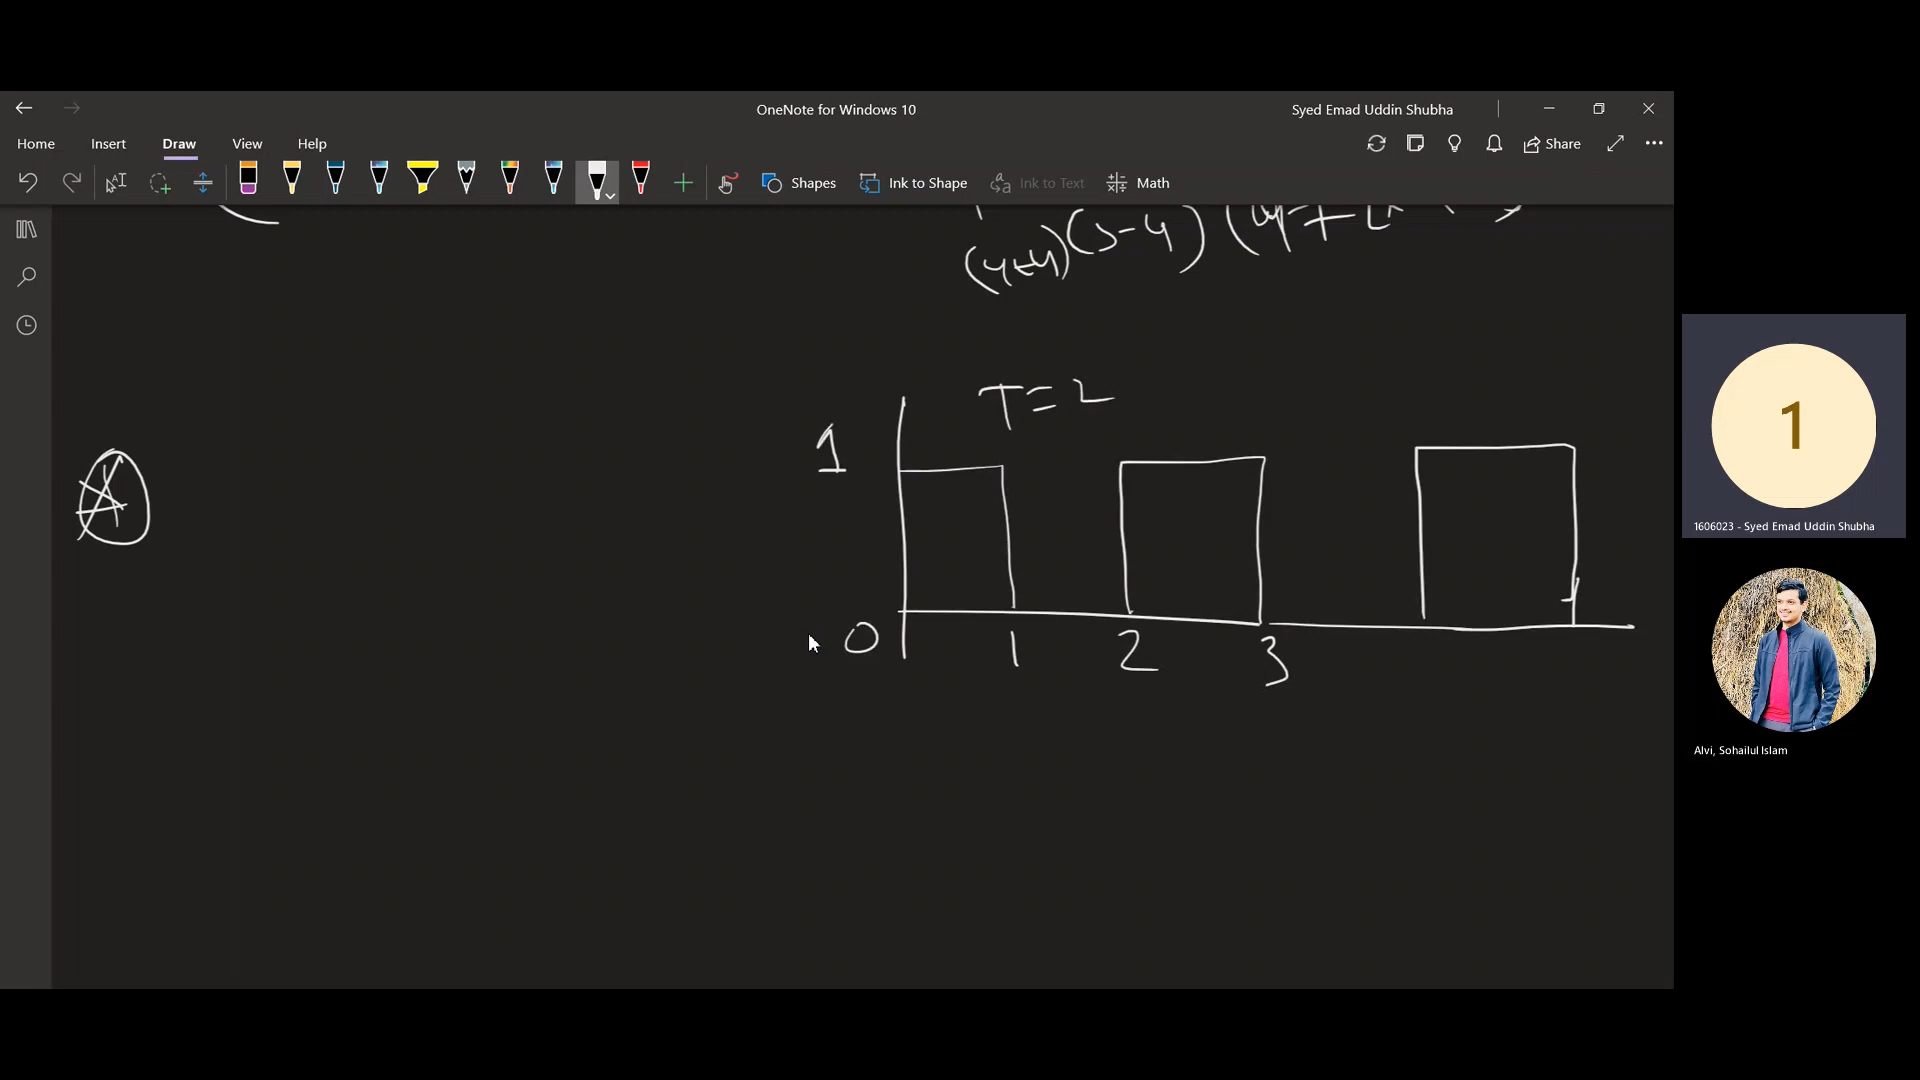 OneNote for Windows 10
Syed Emad Uddin Shubha
Home Insert Draw View Help
Share
Shapes
Ink to Shape
Ink to Text
Math
(4+4)(5-4)
T=2
1
A
0 1 2 3
1
1606023 - Syed Emad Uddin Shubha
Alvi, Sohailul Islam